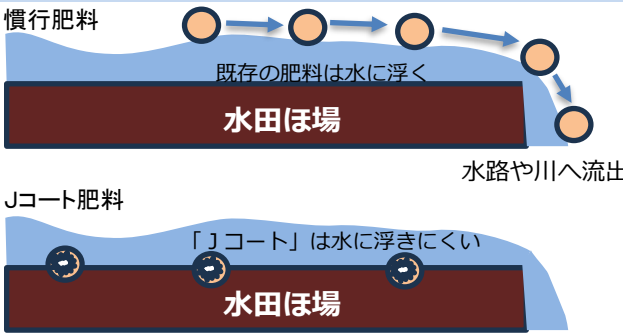 慣行肥料
既存の肥料は水に浮く
水田ほ場
水路や川へ流出
Jコート肥料
「Ｊコート」は水に浮きにくい
水田ほ場